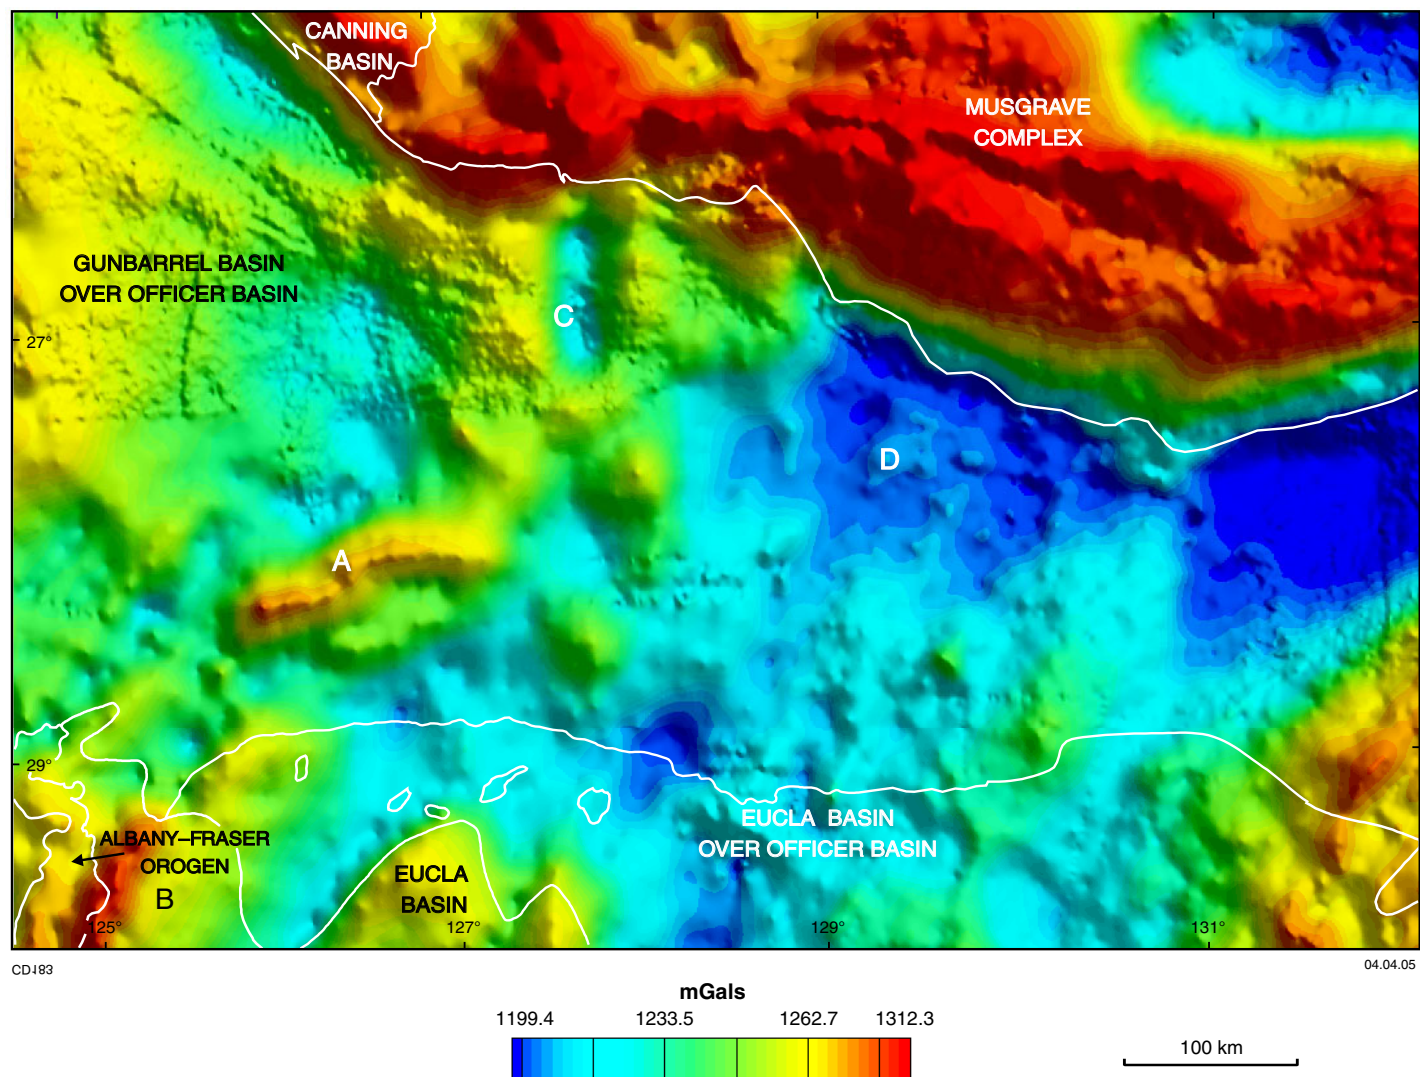 CANNING
BASIN
MUSGRAVE
COMPLEX
GUNBARREL BASIN
OVER OFFICER BASIN
C
27°
D
A
29°
EUCLA BASIN
OVER OFFICER BASIN
ALBANY–FRASER
OROGEN
B
EUCLA
BASIN
125°
127°
129°
131°
CD183
04.04.05
mGals
1199.4
1233.5
1262.7
1312.3
100 km